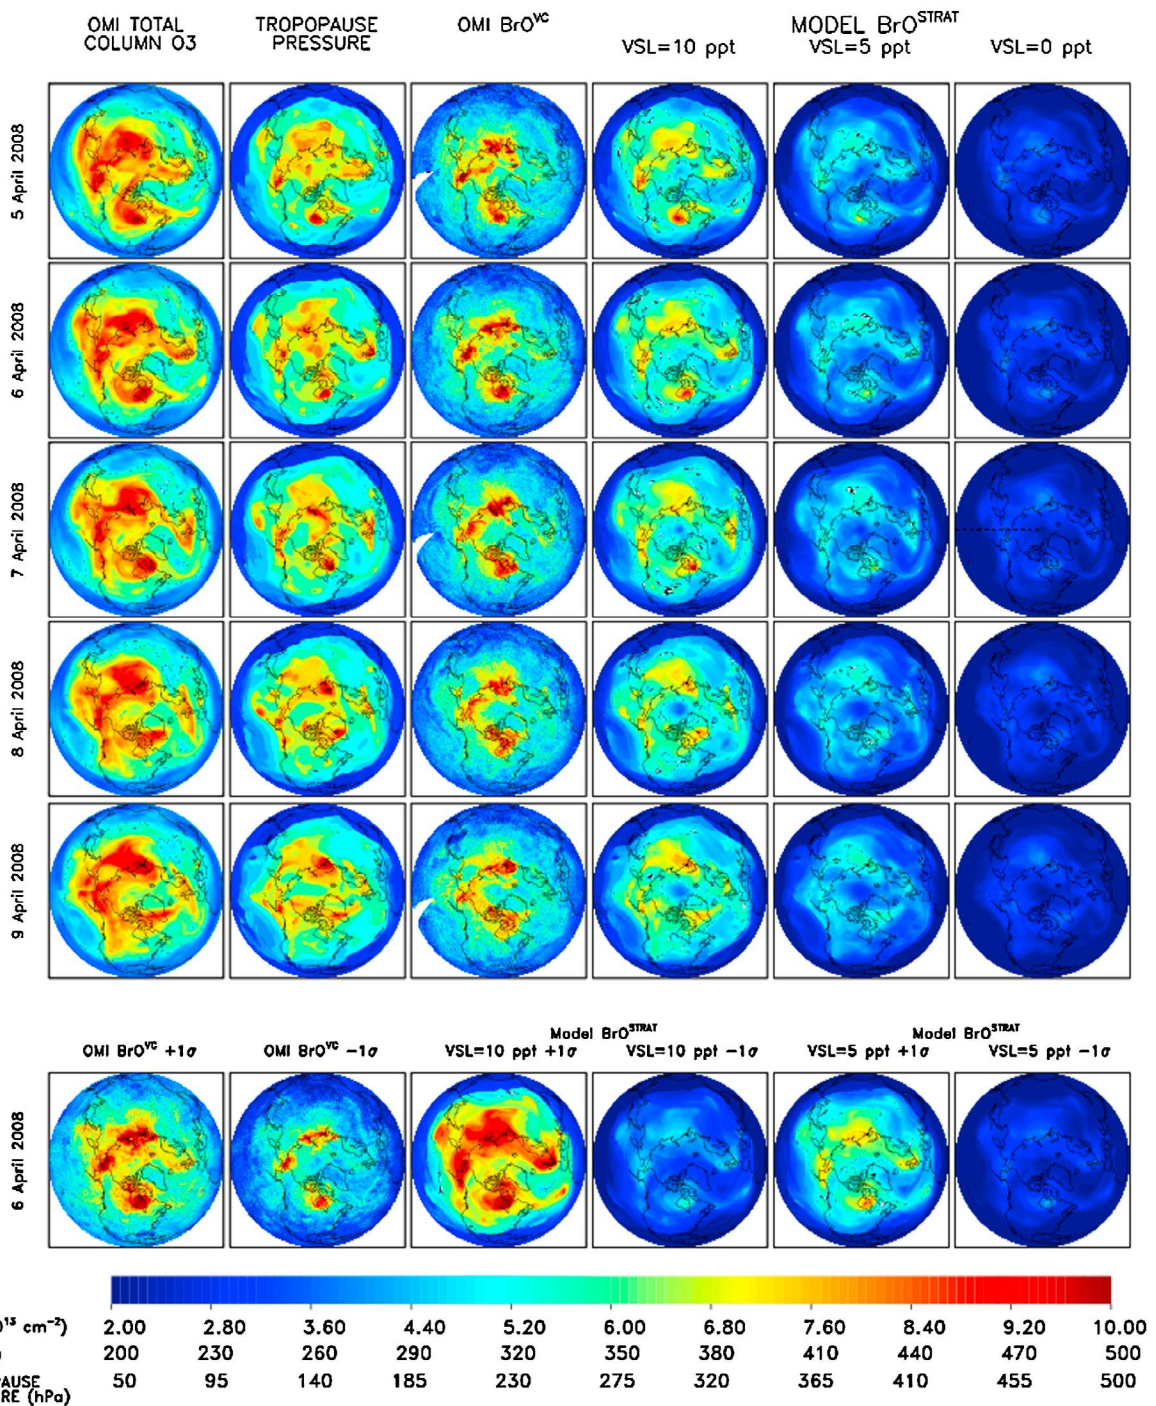 OMI TOTAL COLUMN O3
TROPOPAUSE PRESSURE
OMI BrO^VC
MODEL BrO^STRAT
VSL=10 ppt
VSL=5 ppt
VSL=0 ppt
5 April 2008
6 April 2008
7 April 2008
8 April 2008
9 April 2008
Model BrO^STRAT
Model BrO^STRAT
OMI BrO^VC +1σ
OMI BrO^VC −1σ
VSL=10 ppt +1σ
VSL=10 ppt −1σ
VSL=5 ppt +1σ
VSL=5 ppt −1σ
6 April 2008
cm⁻²) 2.00 2.80 3.60 4.40 5.20 6.00 6.80 7.60 8.40 9.20 10.00
200 230 260 290 320 350 380 410 440 470 500
50 95 140 185 230 275 320 365 410 455 500
(hPa)